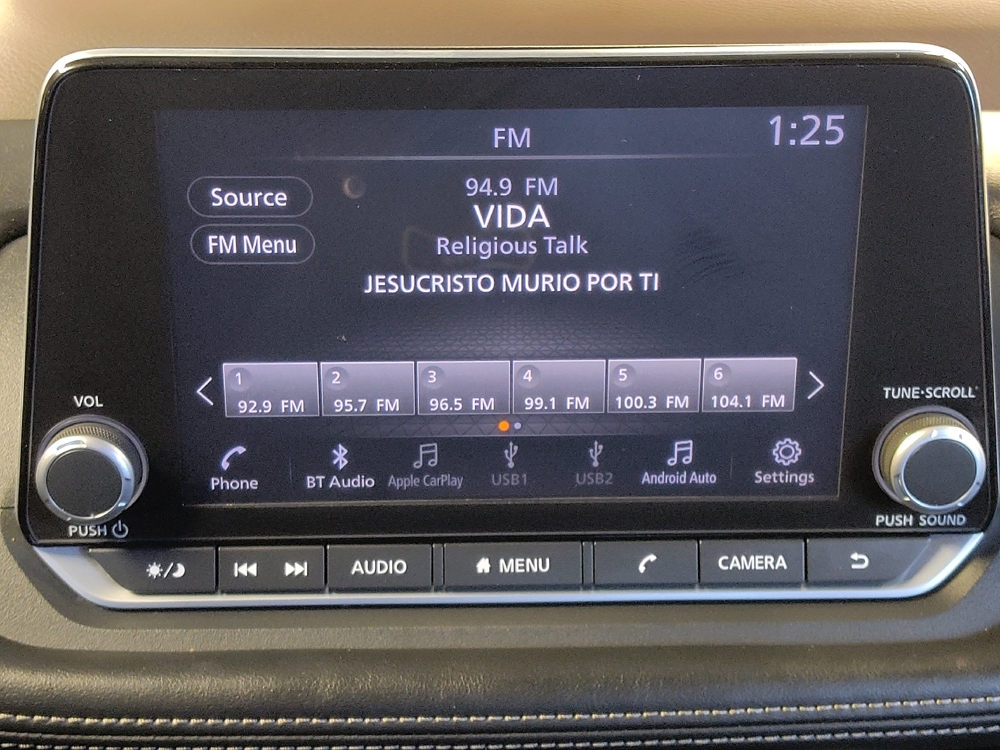 FM 1:25
Source
94.9 FM
VIDA
FM Menu
Religious Talk
JESUCRISTO MURIO POR TI
1 2 3 4 5 6
92.9 FM 95.7 FM 96.5 FM 99.1 FM 100.3 FM 104.1 FM
VOL
TUNE·SCROLL
Phone BT Audio Apple CarPlay USB1 USB2 Android Auto Settings
PUSH
PUSH SOUND
AUDIO MENU CAMERA